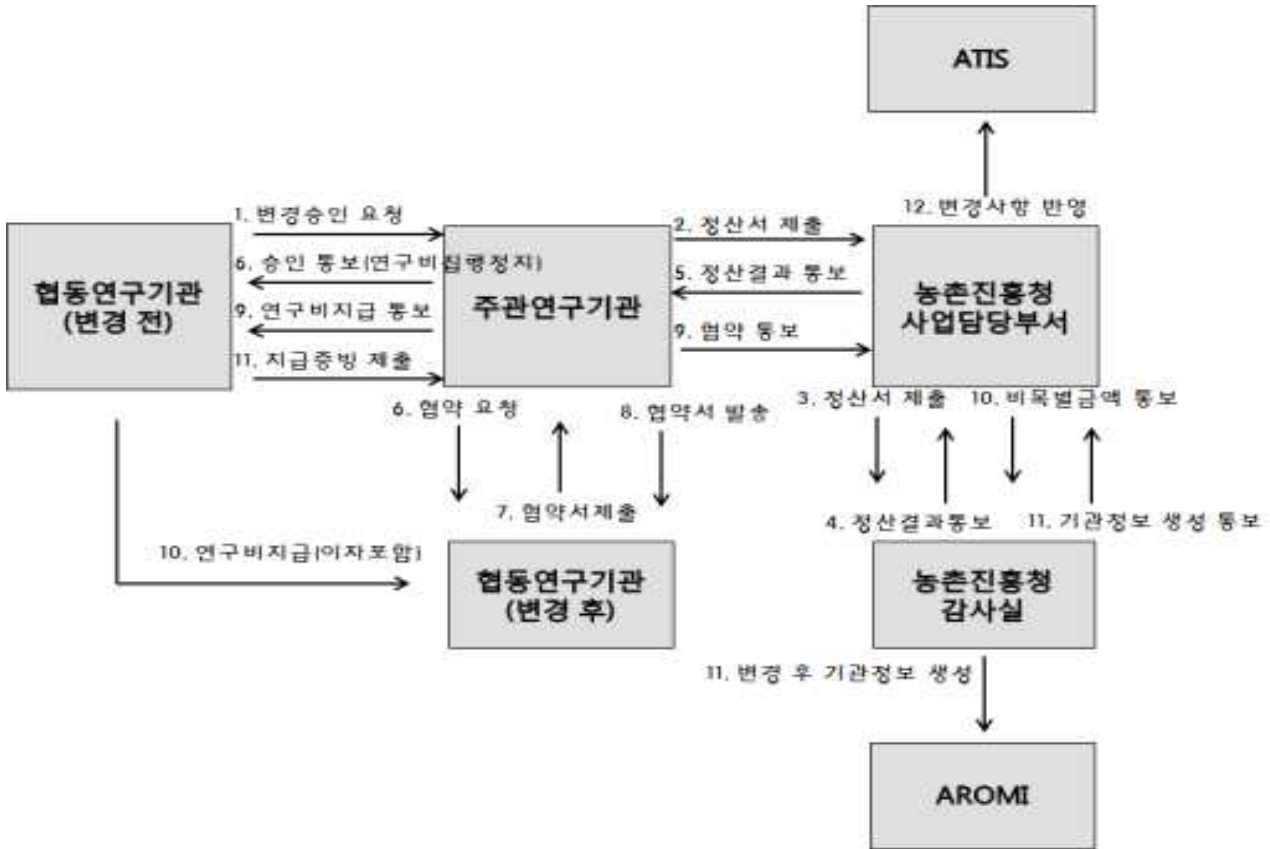 ATIS
12. 변경사항 반영
1. 변경승인 요청
2. 정산서 제출
6. 승인 통보(연구비집행정지)
5. 정산결과 통보
협동연구기관
(변경 전)
주관연구기관
농촌진흥청
사업담당부서
9. 연구비지급 통보
9. 협약 통보
11. 지급증빙 제출
6. 협약 요청
8. 협약서 발송
3. 정산서 제출
10. 비목별금액 통보
7. 협약서제출
4. 정산결과통보
11. 기관정보 생성 통보
10. 연구비지급(이자포함)
협동연구기관
(변경 후)
농촌진흥청
감사실
11. 변경 후 기관정보 생성
AROMI